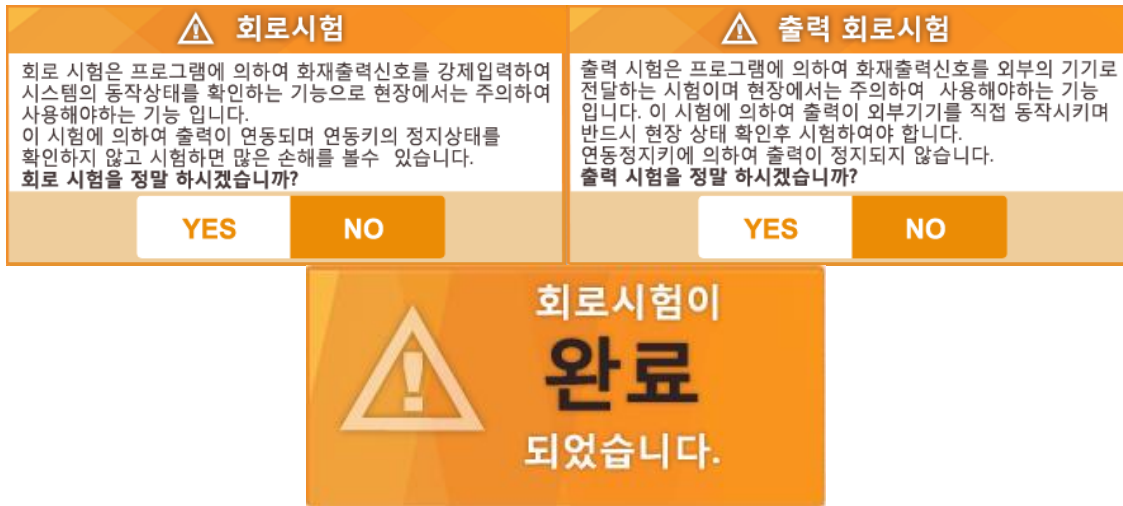 회로시험
회로 시험은 프로그램에 의하여 화재출력신호를 강제입력하여
시스템의 동작상태를 확인하는 기능으로 현장에서는 주의하여
사용해야하는 기능 입니다.
이 시험에 의하여 출력이 연동되며 연동키의 정지상태를
확인하지 않고 시험하면 많은 손해를 볼수 있습니다.
회로 시험을 정말 하시겠습니까?
YES NO
출력 회로시험
출력 시험은 프로그램에 의하여 화재출력신호를 외부의 기기로
전달하는 시험이며 현장에서는 주의하여 사용해야하는 기능
입니다. 이 시험에 의하여 출력이 외부기기를 직접 동작시키며
반드시 현장 상태 확인후 시험하여야 합니다.
연동정지키에 의하여 출력이 정지되지 않습니다.
출력 시험을 정말 하시겠습니까?
YES NO
회로시험이
완료
되었습니다.